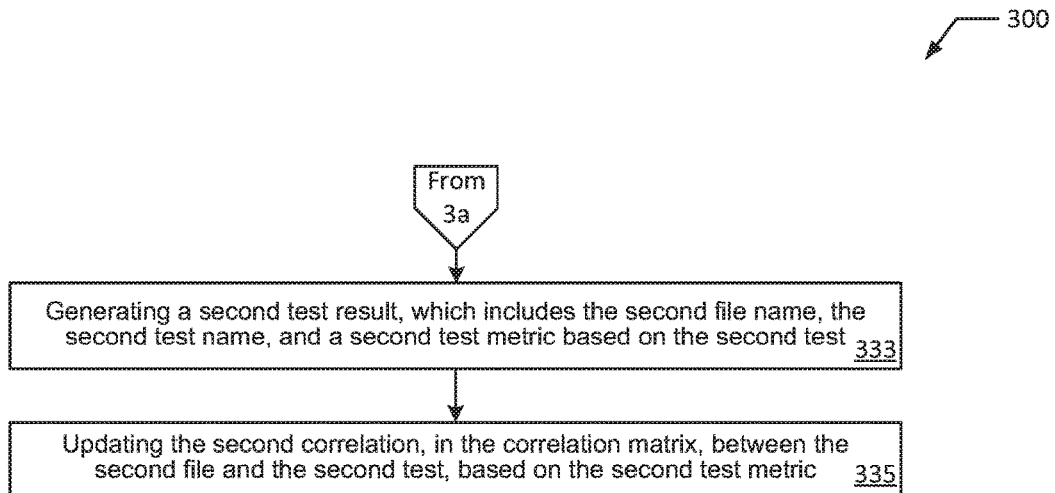 300
From
3a
Generating a second test result, which includes the second file name, the
second test name, and a second test metric based on the second test 333
Updating the second correlation, in the correlation matrix, between the
second file and the second test, based on the second test metric 335